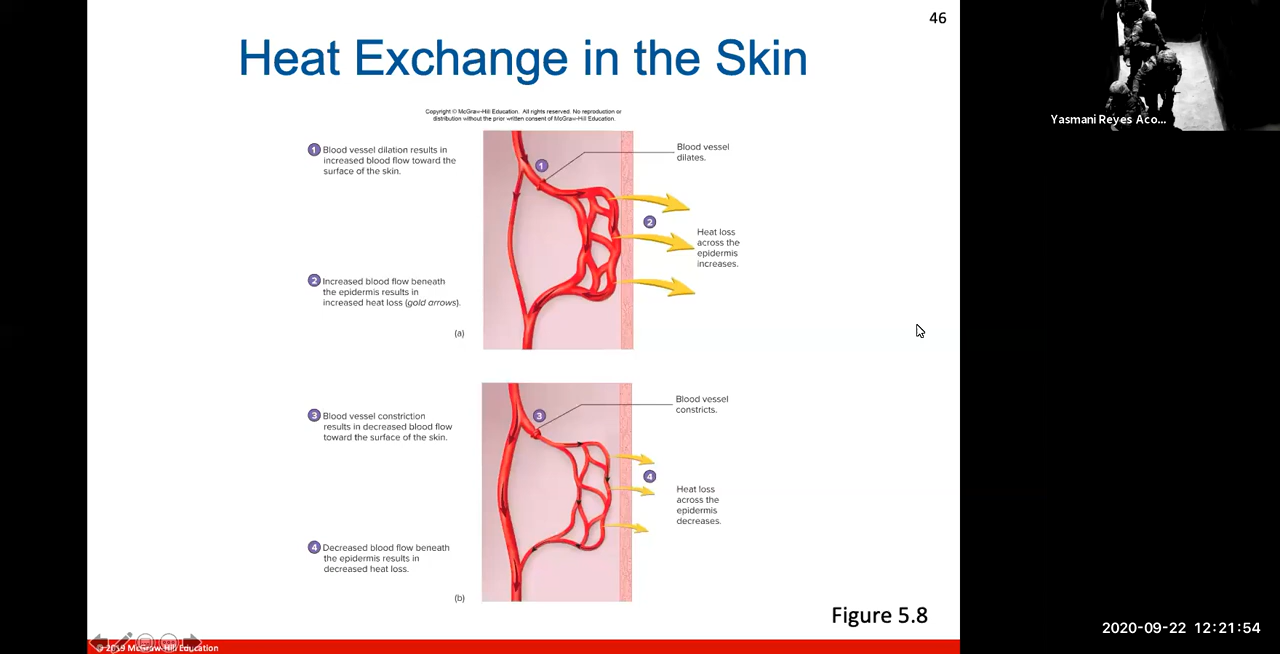 46
Heat Exchange in the Skin
Copyright © McGraw-Hill Education. All rights reserved. No reproduction or
distribution without the prior written consent of McGraw-Hill Education.
1 Blood vessel dilation results in
increased blood flow toward the
surface of the skin.
1
Blood vessel
dilates.
2
Heat loss
across the
epidermis
increases.
2 Increased blood flow beneath
the epidermis results in
increased heat loss (gold arrows).
(a)
3 Blood vessel constriction
results in decreased blood flow
toward the surface of the skin.
3
Blood vessel
constricts.
4
Heat loss
across the
epidermis
decreases.
4 Decreased blood flow beneath
the epidermis results in
decreased heat loss.
(b)
Figure 5.8
© 2019 McGraw-Hill Education
Yasmani Reyes Aco...
2020-09-22 12:21:54